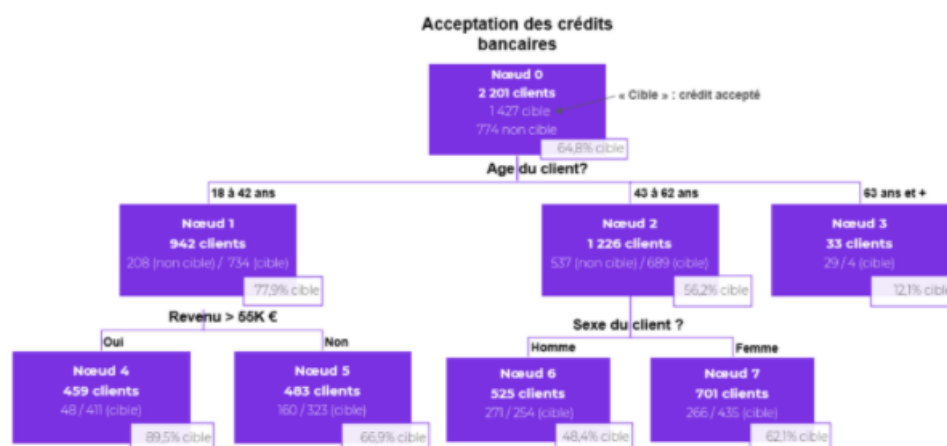 Acceptation des crédits
bancaires
Nœud 0
2 201 clients
1 427 cible
774 non cible
64,8% cible
« Cible » : crédit accepté
Age du client?
18 à 42 ans
43 à 62 ans
63 ans et +
Nœud 1
942 clients
208 (non cible) / 734 (cible)
77,9% cible
Nœud 2
1 226 clients
537 (non cible) / 689 (cible)
56,2% cible
Nœud 3
33 clients
29 / 4 (cible)
12,1% cible
Revenu > 55K €
Oui
Non
Sexe du client ?
Homme
Femme
Nœud 4
459 clients
48 / 411 (cible)
89,5% cible
Nœud 5
483 clients
160 / 323 (cible)
66,9% cible
Nœud 6
525 clients
271 / 254 (cible)
48,4% cible
Nœud 7
701 clients
266 / 435 (cible)
62,1% cible